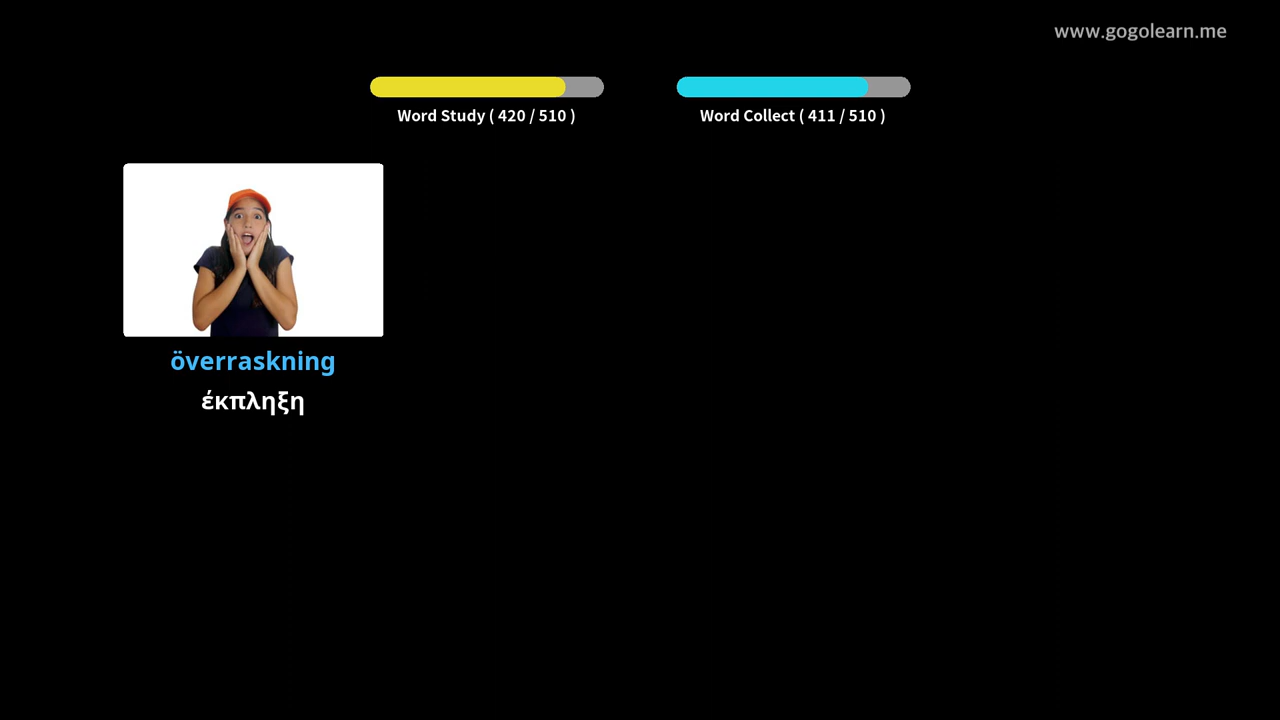 www.gogolearn.me
Word Study ( 420 / 510 )
Word Collect ( 411 / 510 )
överraskning
έκπληξη